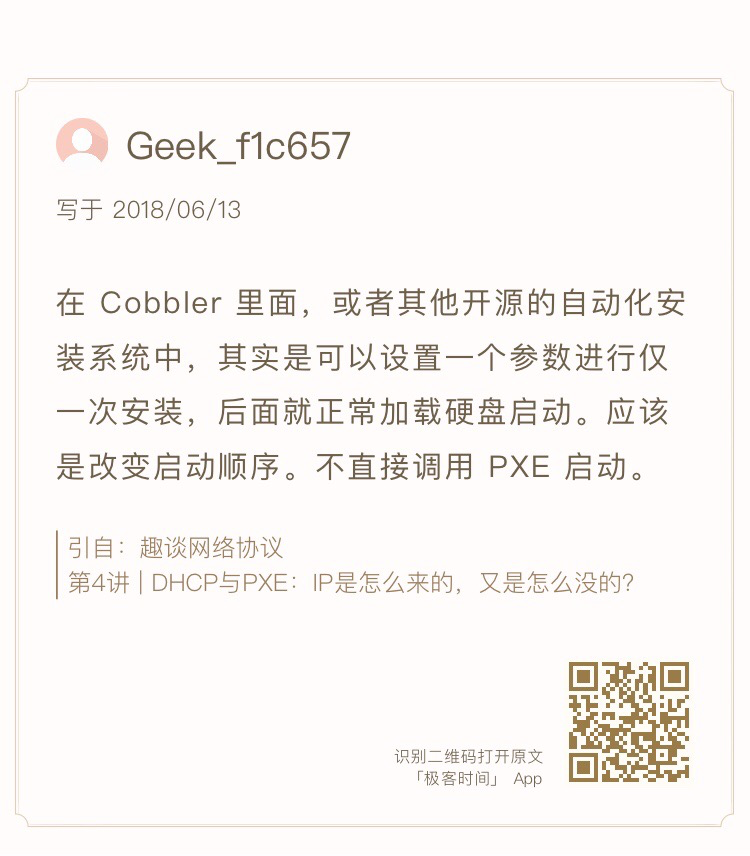 Geek_f1c657
写于 2018/06/13
在 Cobbler 里面，或者其他开源的自动化安
装系统中，其实是可以设置一个参数进行仅
一次安装，后面就正常加载硬盘启动。应该
是改变启动顺序。不直接调用 PXE 启动。
引自：趣谈网络协议
第4讲 | DHCP与PXE：IP是怎么来的，又是怎么没的？
识别二维码打开原文
「极客时间」 App